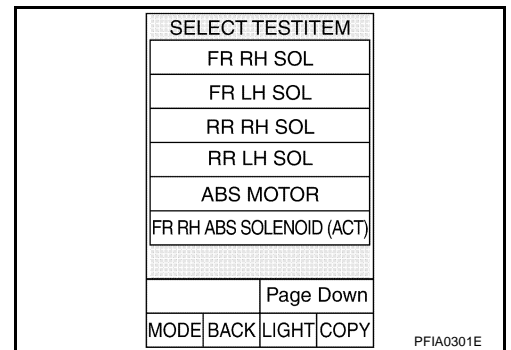 SELECT TESTITEM
FR RH SOL
FR LH SOL
RR RH SOL
RR LH SOL
ABS MOTOR
FR RH ABS SOLENOID (ACT)
Page Down
MODE BACK LIGHT COPY
PFIA0301E